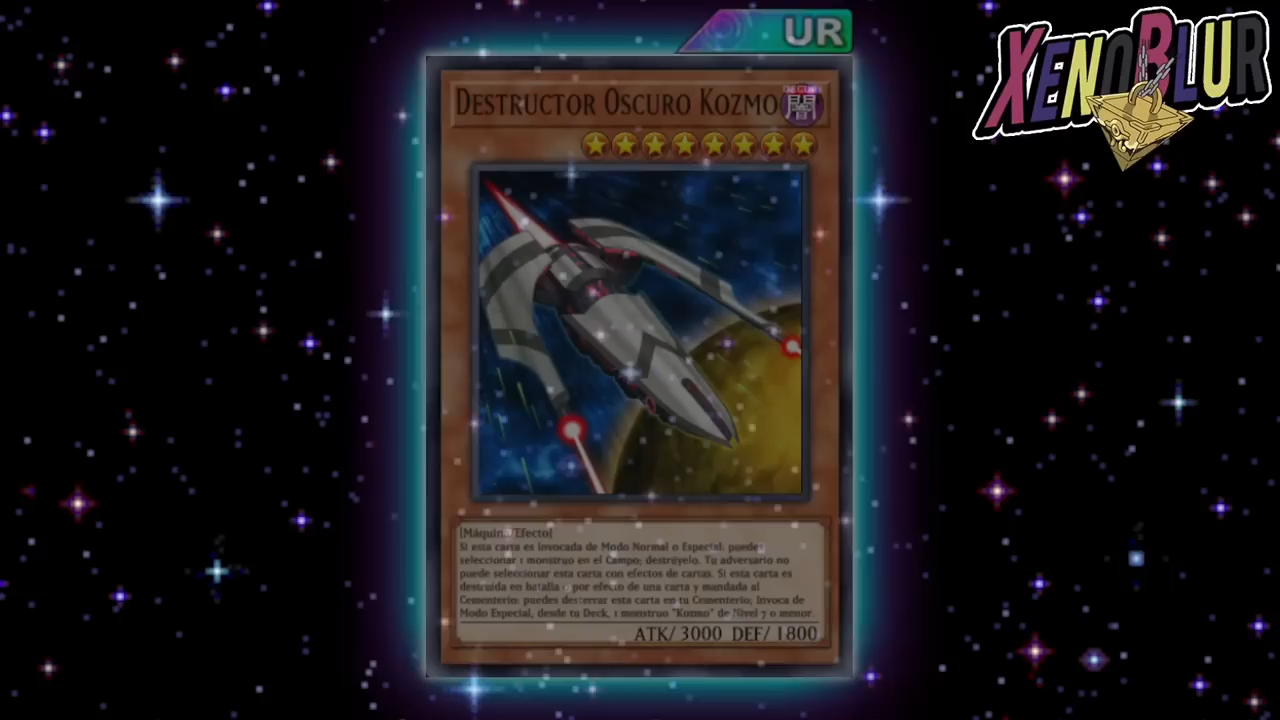 UR
XENOBLUR
DESTRUCTOR OSCURO KOZMO
[Máquina/Efecto]
Si esta carta es invocada de Modo Normal o Especial: puedes
seleccionar 1 monstruo en el Campo; destrúyelo. Tu adversario no
puede seleccionar esta carta con efectos de cartas. Si esta carta es
destruida en batalla o por efecto de una carta y mandada al
Cementerio: puedes desterrar esta carta en tu Cementerio; Invoca de
Modo Especial, desde tu Deck, 1 monstruo "Kozmo" de Nivel 7 o menor.
ATK/ 3000 DEF/ 1800